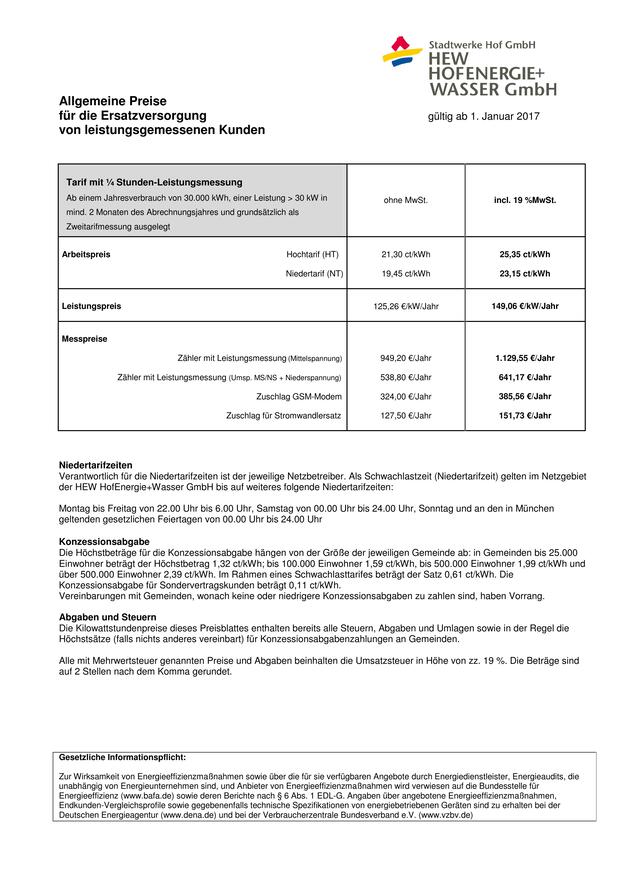 Stadtwerke Hof GmbH
HEW
HOFENERGIE+
WASSER GmbH
Allgemeine Preise
für die Ersatzversorgung
von leistungsgemessenen Kunden
gültig ab 1. Januar 2017
Tarif mit ¼ Stunden-Leistungsmessung
Ab einem Jahresverbrauch von 30.000 kWh, einer Leistung > 30 kW in
mind. 2 Monaten des Abrechnungsjahres und grundsätzlich als
Zweitarifmessung ausgelegt
ohne MwSt.
incl. 19 %MwSt.
Arbeitspreis Hochtarif (HT) 21,30 ct/kWh 25,35 ct/kWh
Niedertarif (NT) 19,45 ct/kWh 23,15 ct/kWh
Leistungspreis 125,26 €/kW/Jahr 149,06 €/kW/Jahr
Messpreise
Zähler mit Leistungsmessung (Mittelspannung) 949,20 €/Jahr 1.129,55 €/Jahr
Zähler mit Leistungsmessung (Umsp. MS/NS + Niederspannung) 538,80 €/Jahr 641,17 €/Jahr
Zuschlag GSM-Modem 324,00 €/Jahr 385,56 €/Jahr
Zuschlag für Stromwandlersatz 127,50 €/Jahr 151,73 €/Jahr
Niedertarifzeiten
Verantwortlich für die Niedertarifzeiten ist der jeweilige Netzbetreiber. Als Schwachlastzeit (Niedertarifzeit) gelten im Netzgebiet
der HEW HofEnergie+Wasser GmbH bis auf weiteres folgende Niedertarifzeiten:
Montag bis Freitag von 22.00 Uhr bis 6.00 Uhr, Samstag von 00.00 Uhr bis 24.00 Uhr, Sonntag und an den in München
geltenden gesetzlichen Feiertagen von 00.00 Uhr bis 24.00 Uhr
Konzessionsabgabe
Die Höchstbeträge für die Konzessionsabgabe hängen von der Größe der jeweiligen Gemeinde ab: in Gemeinden bis 25.000
Einwohner beträgt der Höchstbetrag 1,32 ct/kWh; bis 100.000 Einwohner 1,59 ct/kWh, bis 500.000 Einwohner 1,99 ct/kWh und
über 500.000 Einwohner 2,39 ct/kWh. Im Rahmen eines Schwachlasttarifes beträgt der Satz 0,61 ct/kWh. Die
Konzessionsabgabe für Sondervertragskunden beträgt 0,11 ct/kWh.
Vereinbarungen mit Gemeinden, wonach keine oder niedrigere Konzessionsabgaben zu zahlen sind, haben Vorrang.
Abgaben und Steuern
Die Kilowattstundenpreise dieses Preisblattes enthalten bereits alle Steuern, Abgaben und Umlagen sowie in der Regel die
Höchstsätze (falls nichts anderes vereinbart) für Konzessionsabgabenzahlungen an Gemeinden.
Alle mit Mehrwertsteuer genannten Preise und Abgaben beinhalten die Umsatzsteuer in Höhe von zz. 19 %. Die Beträge sind
auf 2 Stellen nach dem Komma gerundet.
Gesetzliche Informationspflicht:
Zur Wirksamkeit von Energieeffizienzmaßnahmen sowie über die für sie verfügbaren Angebote durch Energiedienstleister, Energieaudits, die
unabhängig von Energieunternehmen sind, und Anbieter von Energieeffizienzmaßnahmen wird verwiesen auf die Bundesstelle für
Energieeffizienz (www.bafa.de) sowie deren Berichte nach § 6 Abs. 1 EDL-G. Angaben über angebotene Energieeffizienzmaßnahmen,
Endkunden-Vergleichsprofile sowie gegebenenfalls technische Spezifikationen von energiebetriebenen Geräten sind zu erhalten bei der
Deutschen Energieagentur (www.dena.de) und bei der Verbraucherzentrale Bundesverband e.V. (www.vzbv.de)